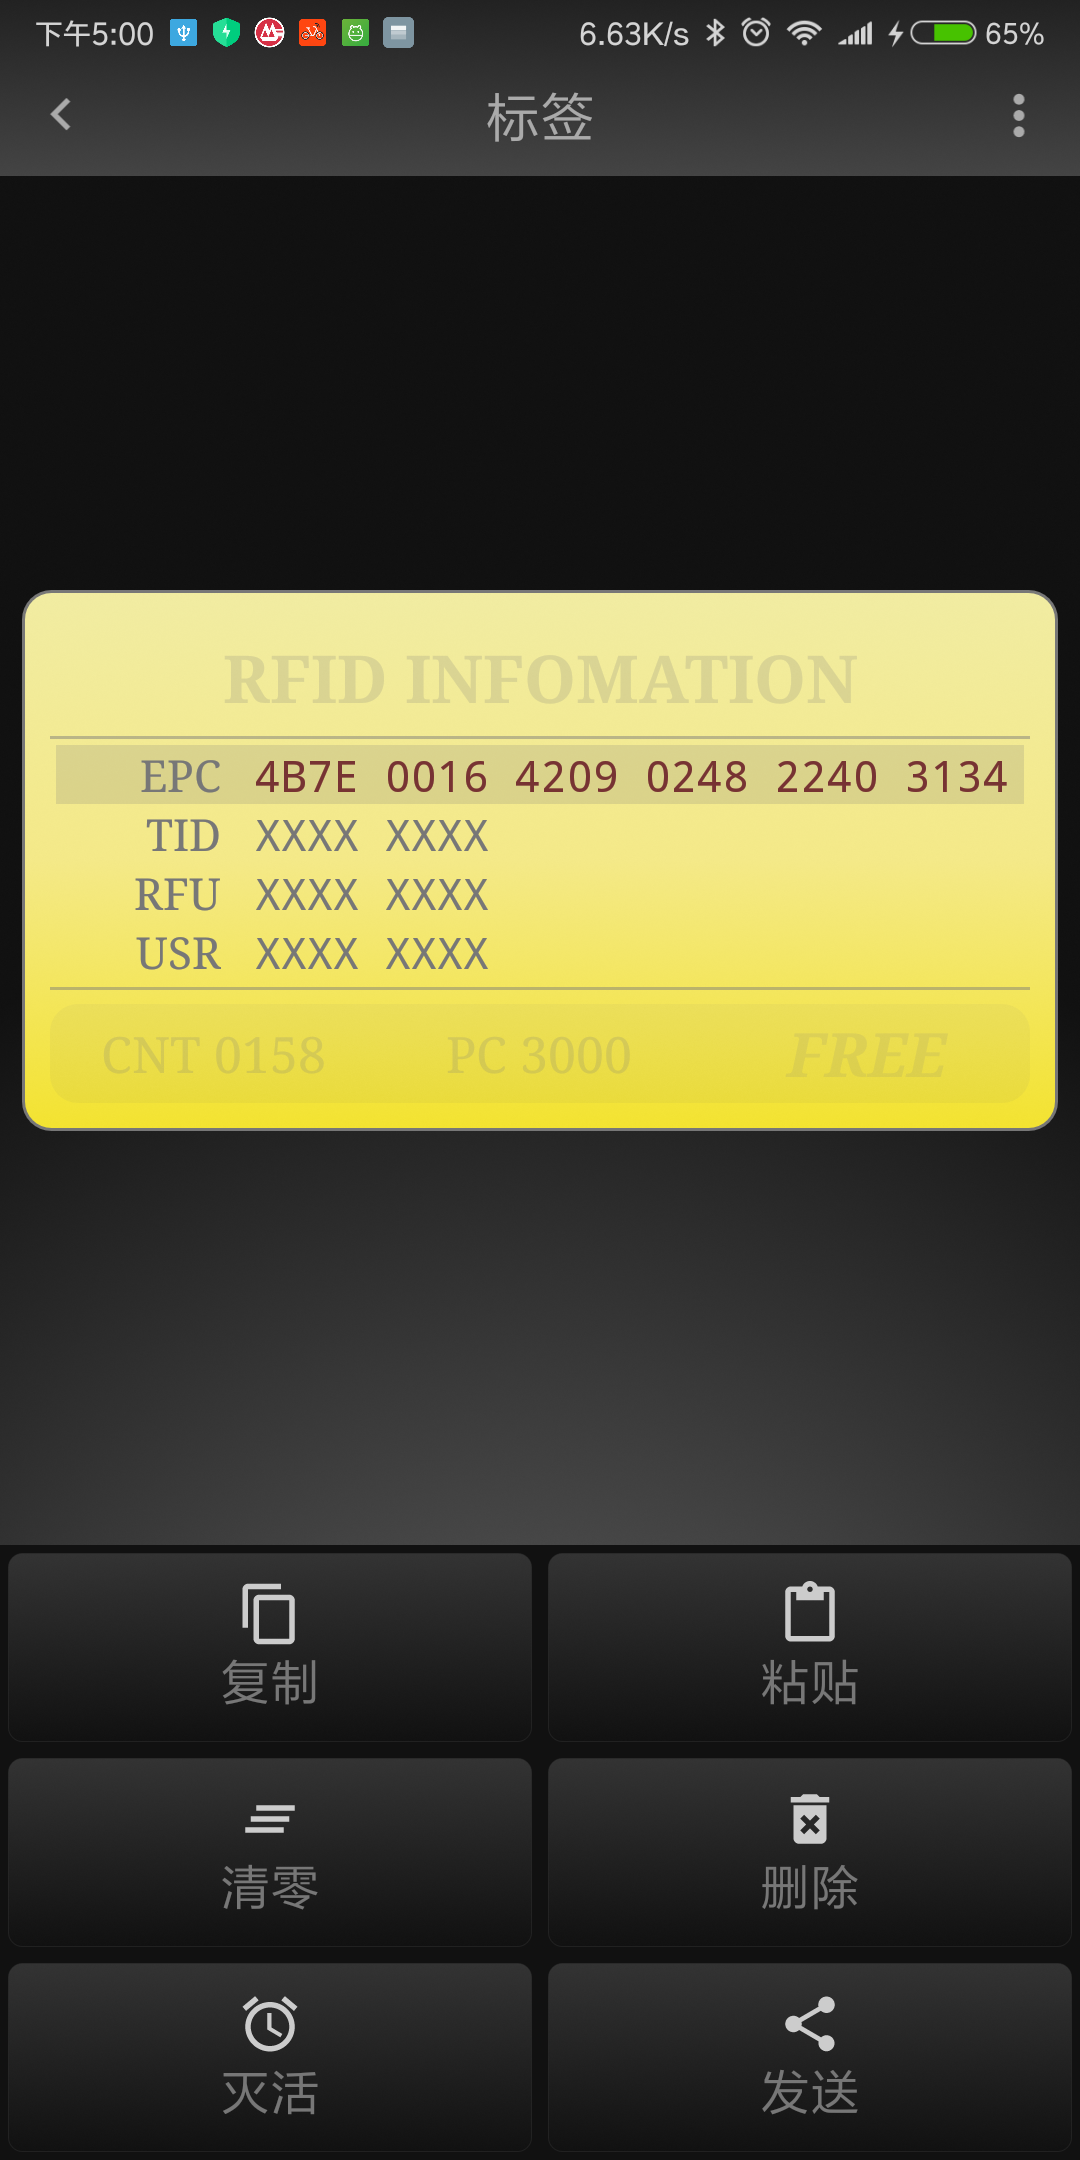 下午5:00 6.63K/s 65%
标签
RFID INFOMATION
EPC 4B7E 0016 4209 0248 2240 3134
TID XXXX XXXX
RFU XXXX XXXX
USR XXXX XXXX
CNT 0158 PC 3000 FREE
复制 粘贴
清零 删除
灭活 发送